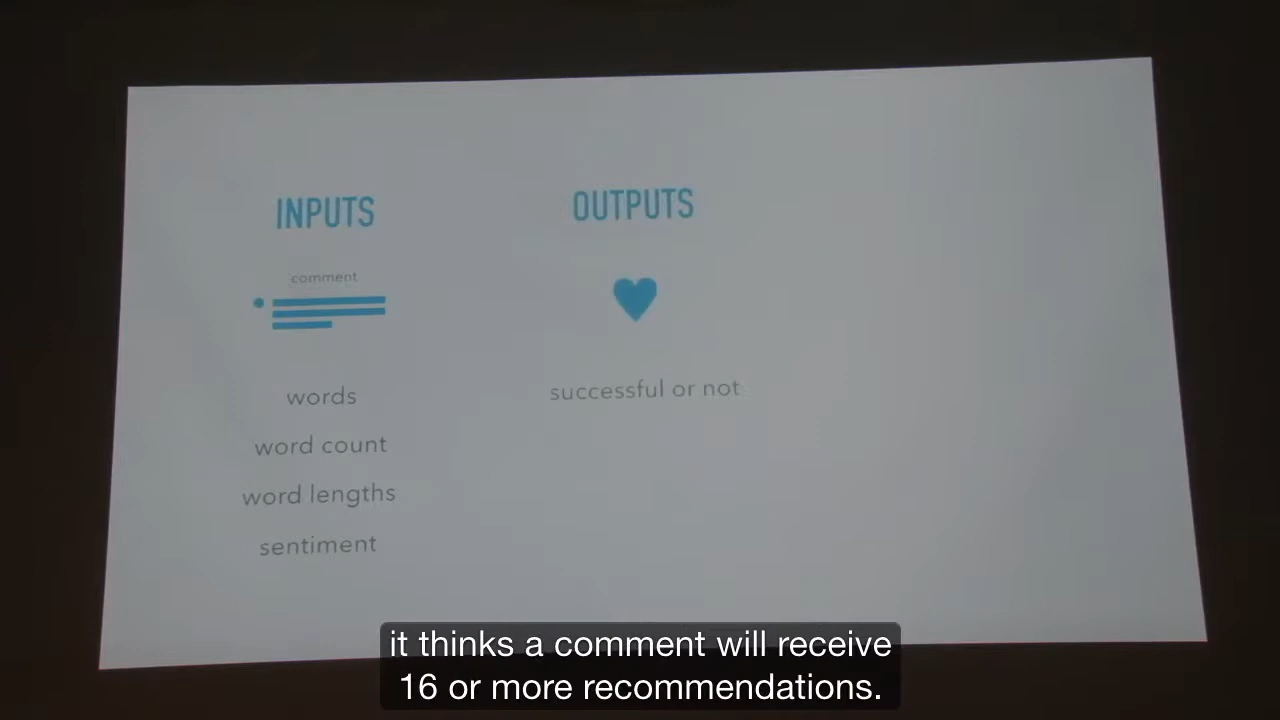 INPUTS
OUTPUTS
comment
words
successful or not
word count
word lengths
sentiment
it thinks a comment will receive
16 or more recommendations.